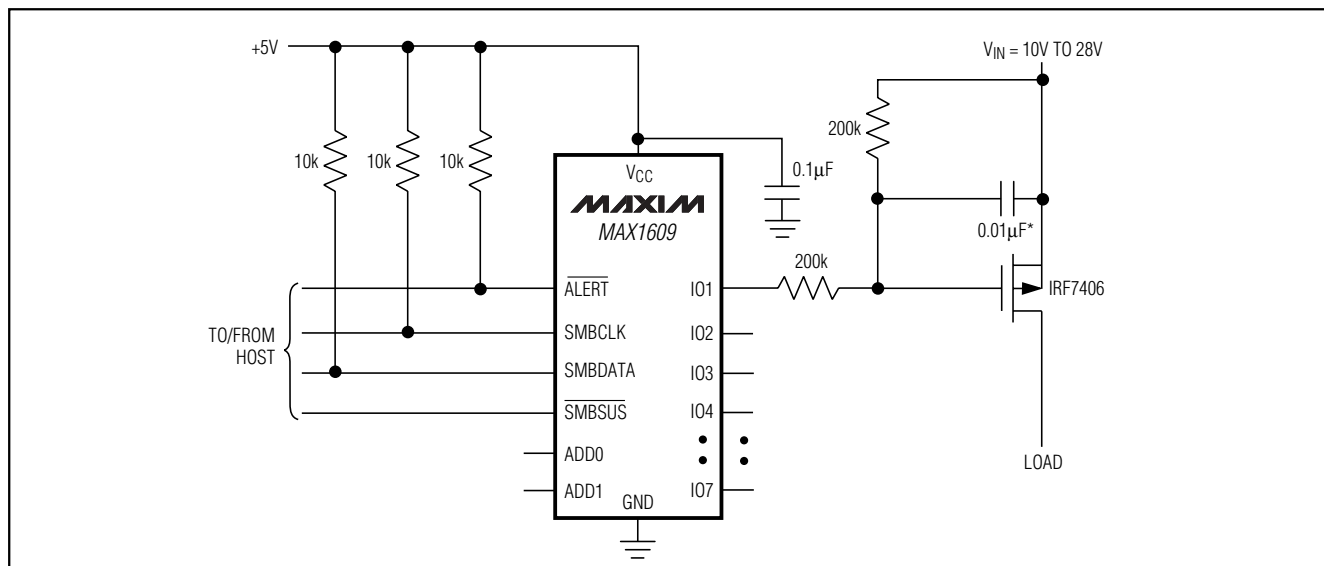 +5V
V_IN = 10V TO 28V
200k
10k
10k
10k
V_CC
0.1μF
MAXIM
MAX1609
0.01μF*
200k
ALERT
IO1
IRF7406
TO/FROM
HOST
SMBCLK
IO2
SMBDATA
IO3
SMBSUS
IO4
ADD0
LOAD
ADD1
IO7
GND